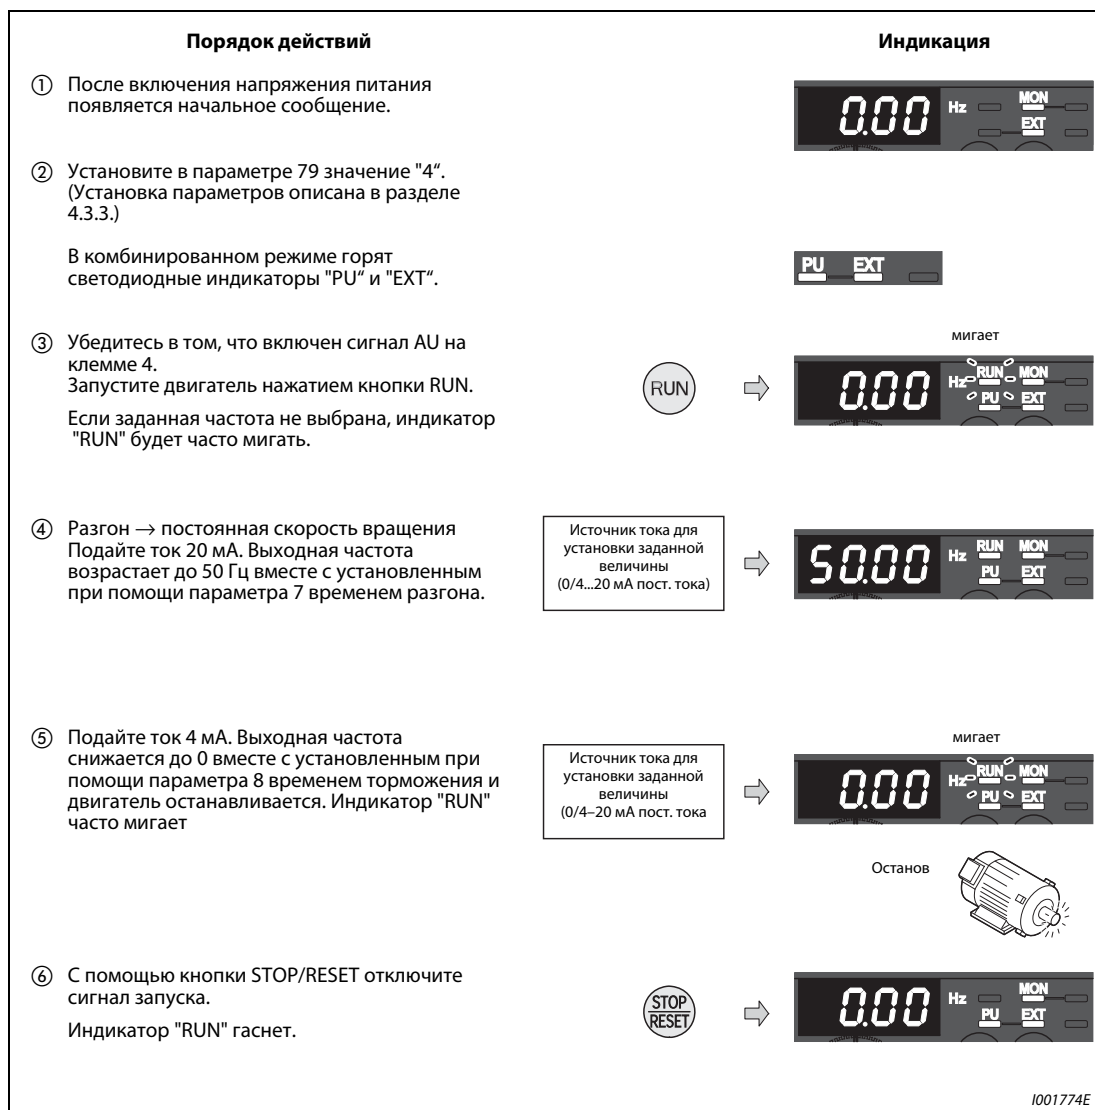 Порядок действий
Индикация
① После включения напряжения питания
появляется начальное сообщение.
0.00 Hz MON
EXT
② Установите в параметре 79 значение "4“.
(Установка параметров описана в разделе
4.3.3.)
В комбинированном режиме горят
светодиодные индикаторы "PU“ и "EXT“.
PU EXT
③ Убедитесь в том, что включен сигнал AU на
клемме 4.
Запустите двигатель нажатием кнопки RUN.
Если заданная частота не выбрана, индикатор
"RUN" будет часто мигать.
RUN
мигает
0.00 Hz RUN MON
PU EXT
④ Разгон → постоянная скорость вращения
Подайте ток 20 мА. Выходная частота
возрастает до 50 Гц вместе с установленным
при помощи параметра 7 временем разгона.
Источник тока для
установки заданной
величины
(0/4...20 мА пост. тока)
50.00 Hz RUN MON
PU EXT
⑤ Подайте ток 4 мА. Выходная частота
снижается до 0 вместе с установленным при
помощи параметра 8 временем торможения и
двигатель останавливается. Индикатор "RUN"
часто мигает
Источник тока для
установки заданной
величины
(0/4–20 мА пост. тока
мигает
0.00 Hz RUN MON
PU EXT
Останов
⑥ С помощью кнопки STOP/RESET отключите
сигнал запуска.
Индикатор "RUN" гаснет.
STOP
RESET
0.00 Hz MON
PU EXT
I001774E